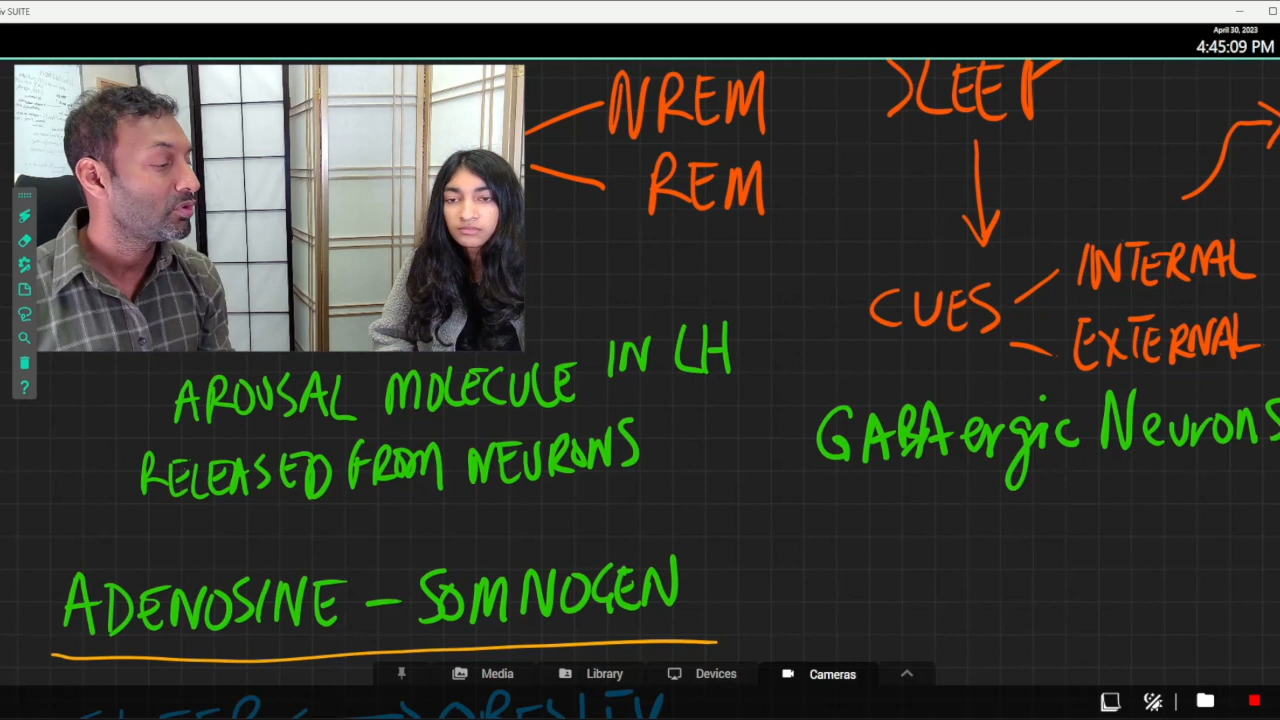 iv SUITE
April 30, 2023
4:45:09 PM
NREM
REM
SLEEP
CUES
INTERNAL
EXTERNAL
AROUSAL MOLECULE IN LH
RELEASED FROM NEURONS
GABAergic Neurons
ADENOSINE – SOMNOGEN
Media
Library
Devices
Cameras